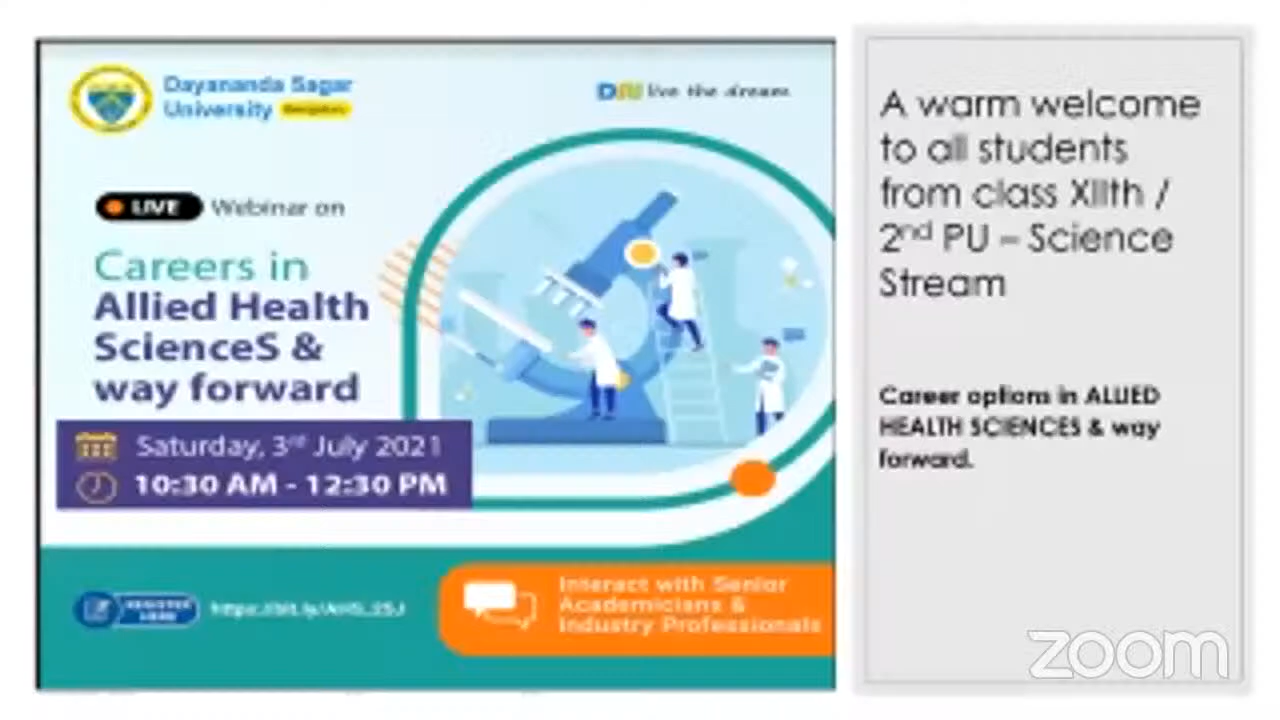 Dayananda Sagar
University Bengaluru
live the dream
LIVE Webinar on
Careers in
Allied Health
ScienceS &
way forward
Saturday, 3rd July 2021
10:30 AM - 12:30 PM
REGISTER
Interact with Senior
Academicians &
Industry Professionals
A warm welcome
to all students
from class XIIth /
2nd PU – Science
Stream
Career options in ALLIED
HEALTH SCIENCES & way
forward.
zoom